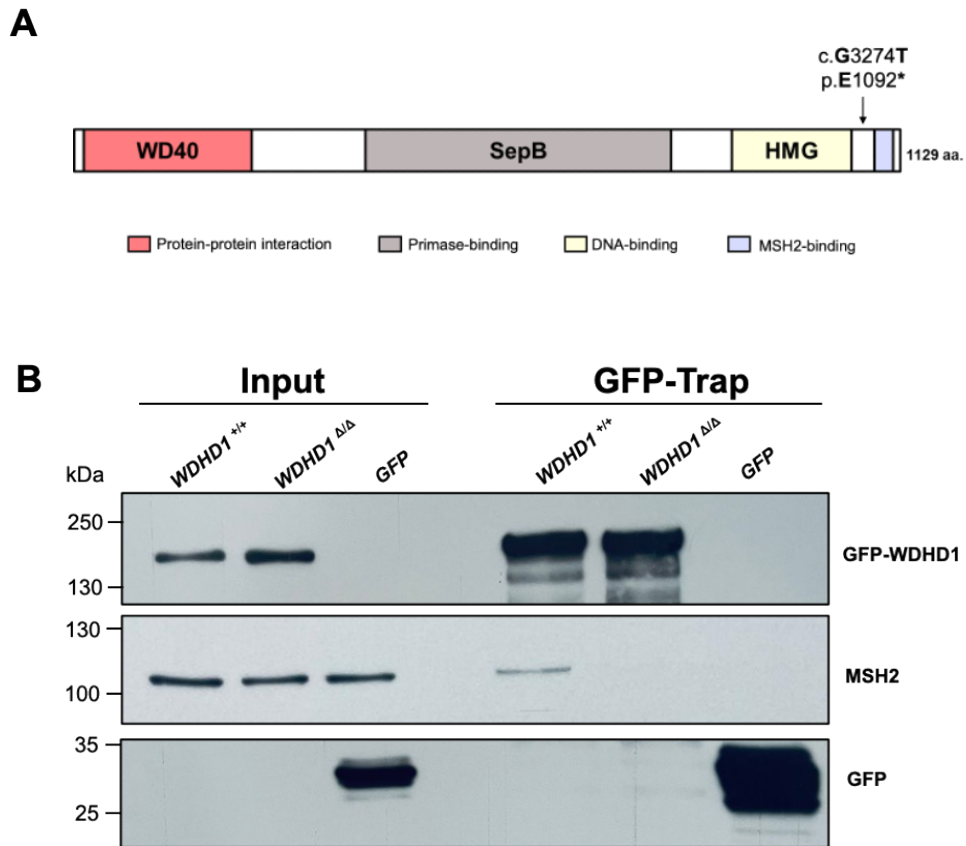 A
c.G3274T
p.E1092*
WD40 SepB HMG 1129 aa.
Protein-protein interaction Primase-binding DNA-binding MSH2-binding
B
Input GFP-Trap
WDHD1 +/+ WDHD1 Δ/Δ GFP WDHD1 +/+ WDHD1 Δ/Δ GFP
kDa
250
GFP-WDHD1
130
130
MSH2
100
35
GFP
25